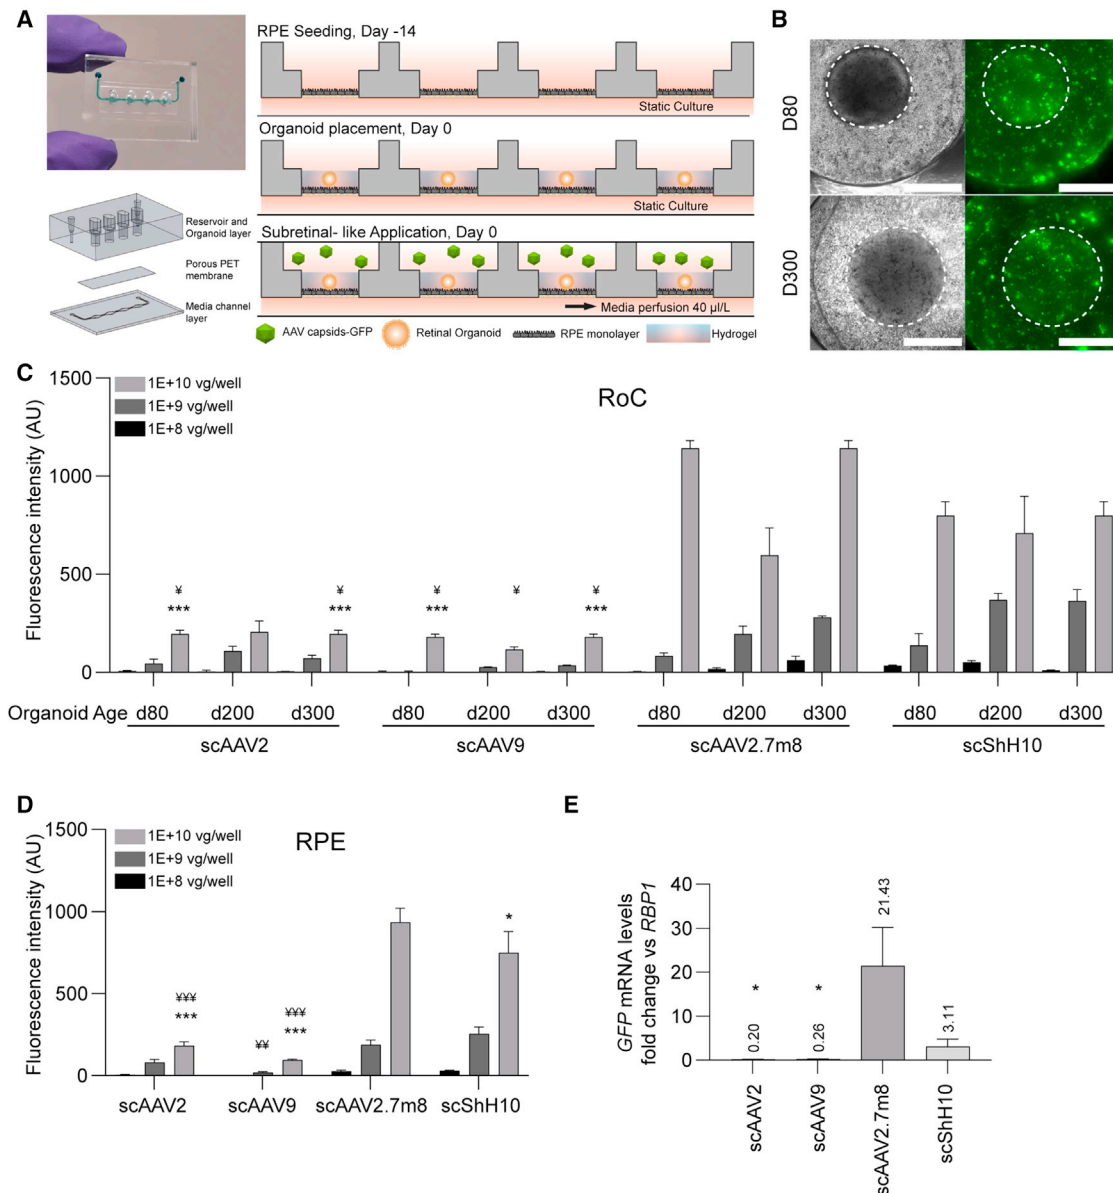 A
RPE Seeding, Day -14
Static Culture
Organoid placement, Day 0
Static Culture
Subretinal- like Application, Day 0
Media perfusion 40 µl/L
Reservoir and
Organoid layer
Porous PET
membrane
Media channel
layer
AAV capsids-GFP
Retinal Organoid
RPE monolayer
Hydrogel
B
D80
D300
C
RoC
Fluorescence intensity (AU)
1500
1000
500
0
1E+10 vg/well
1E+9 vg/well
1E+8 vg/well
¥ ¥ ¥ ¥ ¥
*** *** *** ***
Organoid Age d80 d200 d300 d80 d200 d300 d80 d200 d300 d80 d200 d300
scAAV2 scAAV9 scAAV2.7m8 scShH10
D
RPE
Fluorescence intensity (AU)
1500
1000
500
0
1E+10 vg/well
1E+9 vg/well
1E+8 vg/well
¥¥¥
***
¥¥
¥¥¥
***
*
scAAV2 scAAV9 scAAV2.7m8 scShH10
E
GFP mRNA levels
fold change vs RBP1
40
30
20
10
0
*
0.20
*
0.26
21.43
3.11
scAAV2
scAAV9
scAAV2.7m8
scShH10